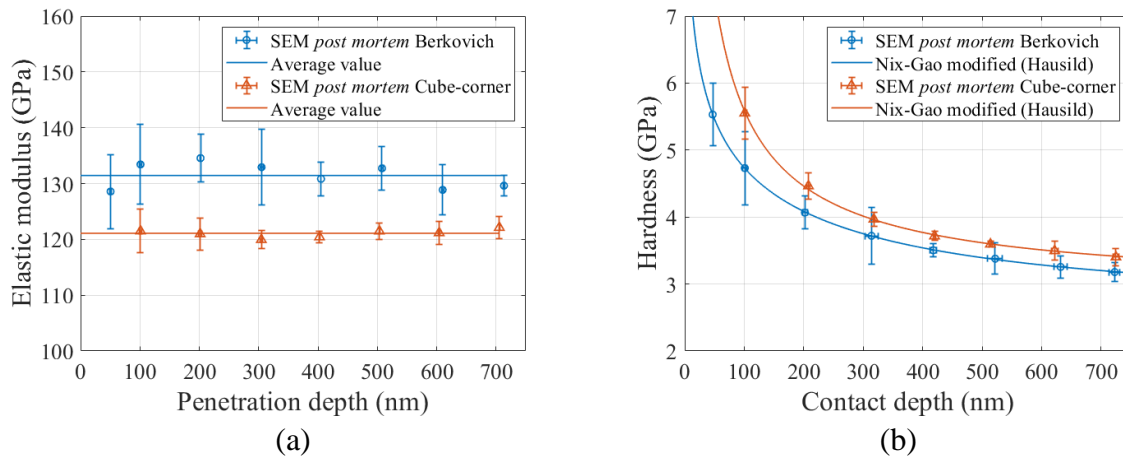 160
150
140
130
120
110
100
0 100 200 300 400 500 600 700
Elastic modulus (GPa)
Penetration depth (nm)
SEM post mortem Berkovich
Average value
SEM post mortem Cube-corner
Average value
(a)
7
6
5
4
3
2
0 100 200 300 400 500 600 700
Hardness (GPa)
Contact depth (nm)
SEM post mortem Berkovich
Nix-Gao modified (Hausild)
SEM post mortem Cube-corner
Nix-Gao modified (Hausild)
(b)